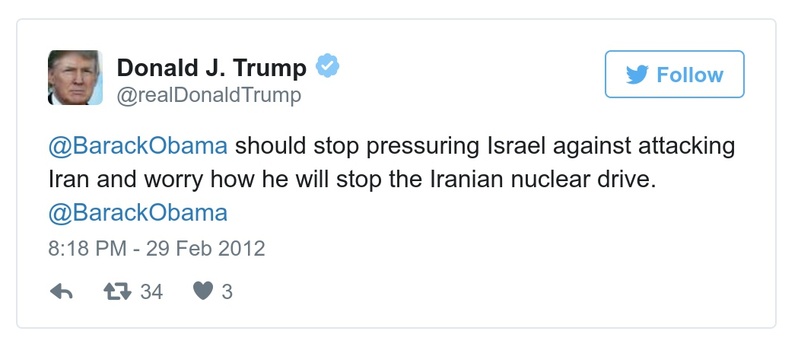 Donald J. Trump
@realDonaldTrump
Follow
@BarackObama should stop pressuring Israel against attacking
Iran and worry how he will stop the Iranian nuclear drive.
@BarackObama
8:18 PM - 29 Feb 2012
34 3